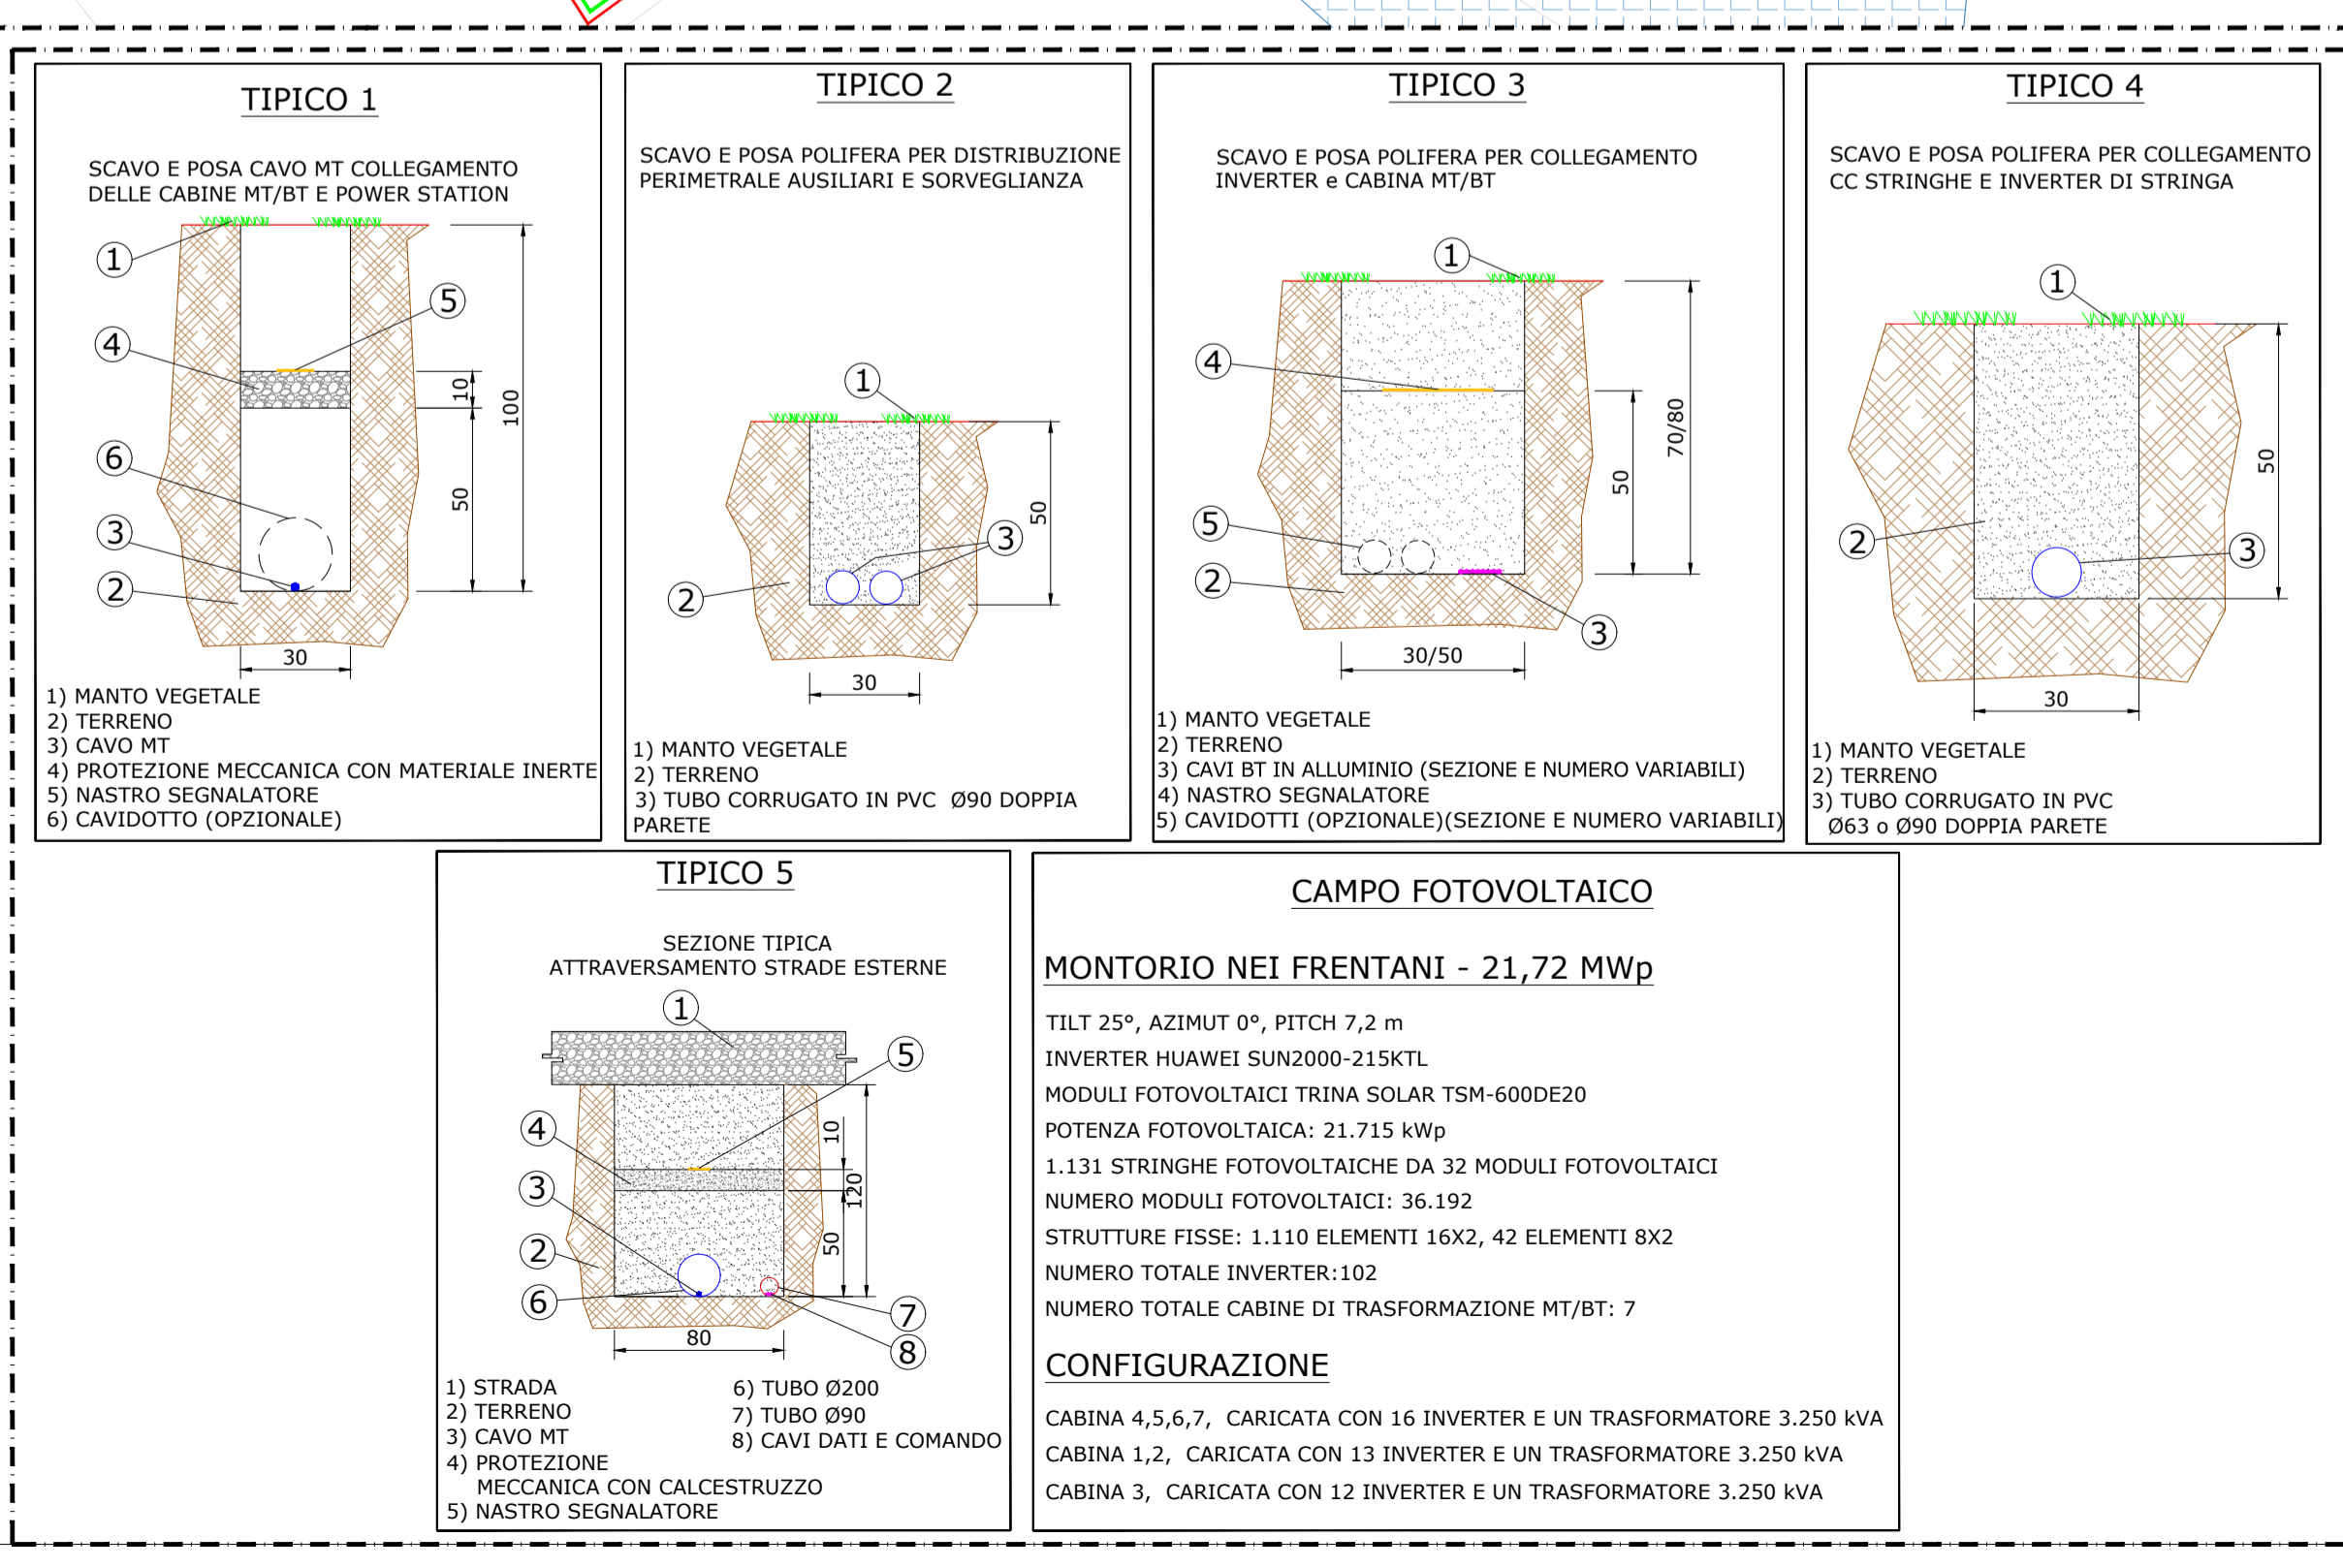 TIPICO 1
SCAVO E POSA CAVO MT COLLEGAMENTO
DELLE CABINE MT/BT E POWER STATION
1
5
4
10
100
6
50
3
2
30
1) MANTO VEGETALE
2) TERRENO
3) CAVO MT
4) PROTEZIONE MECCANICA CON MATERIALE INERTE
5) NASTRO SEGNALATORE
6) CAVIDOTTO (OPZIONALE)
TIPICO 2
SCAVO E POSA POLIFERA PER DISTRIBUZIONE
PERIMETRALE AUSILIARI E SORVEGLIANZA
1
50
3
2
30
1) MANTO VEGETALE
2) TERRENO
3) TUBO CORRUGATO IN PVC Ø90 DOPPIA
PARETE
TIPICO 3
SCAVO E POSA POLIFERA PER COLLEGAMENTO
INVERTER e CABINA MT/BT
1
4
70/80
50
5
2
3
30/50
1) MANTO VEGETALE
2) TERRENO
3) CAVI BT IN ALLUMINIO (SEZIONE E NUMERO VARIABILI)
4) NASTRO SEGNALATORE
5) CAVIDOTTI (OPZIONALE)(SEZIONE E NUMERO VARIABILI)
TIPICO 4
SCAVO E POSA POLIFERA PER COLLEGAMENTO
CC STRINGHE E INVERTER DI STRINGA
1
50
2
3
30
1) MANTO VEGETALE
2) TERRENO
3) TUBO CORRUGATO IN PVC
Ø63 o Ø90 DOPPIA PARETE
TIPICO 5
SEZIONE TIPICA
ATTRAVERSAMENTO STRADE ESTERNE
1
5
4
10
3
120
2
50
6
7
80
8
1) STRADA
2) TERRENO
3) CAVO MT
4) PROTEZIONE
MECCANICA CON CALCESTRUZZO
5) NASTRO SEGNALATORE
6) TUBO Ø200
7) TUBO Ø90
8) CAVI DATI E COMANDO
CAMPO FOTOVOLTAICO
MONTORIO NEI FRENTANI - 21,72 MWp
TILT 25°, AZIMUT 0°, PITCH 7,2 m
INVERTER HUAWEI SUN2000-215KTL
MODULI FOTOVOLTAICI TRINA SOLAR TSM-600DE20
POTENZA FOTOVOLTAICA: 21.715 kWp
1.131 STRINGHE FOTOVOLTAICHE DA 32 MODULI FOTOVOLTAICI
NUMERO MODULI FOTOVOLTAICI: 36.192
STRUTTURE FISSE: 1.110 ELEMENTI 16X2, 42 ELEMENTI 8X2
NUMERO TOTALE INVERTER:102
NUMERO TOTALE CABINE DI TRASFORMAZIONE MT/BT: 7
CONFIGURAZIONE
CABINA 4,5,6,7, CARICATA CON 16 INVERTER E UN TRASFORMATORE 3.250 kVA
CABINA 1,2, CARICATA CON 13 INVERTER E UN TRASFORMATORE 3.250 kVA
CABINA 3, CARICATA CON 12 INVERTER E UN TRASFORMATORE 3.250 kVA